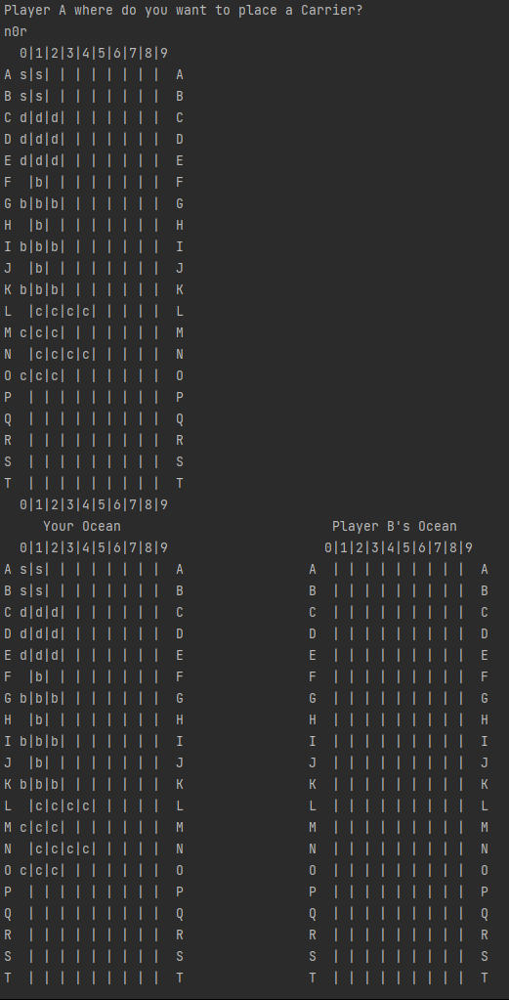 Player A where do you want to place a Carrier?
n0r
  0|1|2|3|4|5|6|7|8|9
A s|s| | | | | | | |  A
B s|s| | | | | | | |  B
C d|d|d| | | | | | |  C
D d|d|d| | | | | | |  D
E d|d|d| | | | | | |  E
F  |b| | | | | | | |  F
G b|b|b| | | | | | |  G
H  |b| | | | | | | |  H
I b|b|b| | | | | | |  I
J  |b| | | | | | | |  J
K b|b|b| | | | | | |  K
L  |c|c|c|c| | | | |  L
M c|c|c| | | | | | |  M
N  |c|c|c|c| | | | |  N
O c|c|c| | | | | | |  O
P  | | | | | | | | |  P
Q  | | | | | | | | |  Q
R  | | | | | | | | |  R
S  | | | | | | | | |  S
T  | | | | | | | | |  T
  0|1|2|3|4|5|6|7|8|9
     Your Ocean                           Player B's Ocean
  0|1|2|3|4|5|6|7|8|9                    0|1|2|3|4|5|6|7|8|9
A s|s| | | | | | | |  A                A  | | | | | | | | |  A
B s|s| | | | | | | |  B                B  | | | | | | | | |  B
C d|d|d| | | | | | |  C                C  | | | | | | | | |  C
D d|d|d| | | | | | |  D                D  | | | | | | | | |  D
E d|d|d| | | | | | |  E                E  | | | | | | | | |  E
F  |b| | | | | | | |  F                F  | | | | | | | | |  F
G b|b|b| | | | | | |  G                G  | | | | | | | | |  G
H  |b| | | | | | | |  H                H  | | | | | | | | |  H
I b|b|b| | | | | | |  I                I  | | | | | | | | |  I
J  |b| | | | | | | |  J                J  | | | | | | | | |  J
K b|b|b| | | | | | |  K                K  | | | | | | | | |  K
L  |c|c|c|c| | | | |  L                L  | | | | | | | | |  L
M c|c|c| | | | | | |  M                M  | | | | | | | | |  M
N  |c|c|c|c| | | | |  N                N  | | | | | | | | |  N
O c|c|c| | | | | | |  O                O  | | | | | | | | |  O
P  | | | | | | | | |  P                P  | | | | | | | | |  P
Q  | | | | | | | | |  Q                Q  | | | | | | | | |  Q
R  | | | | | | | | |  R                R  | | | | | | | | |  R
S  | | | | | | | | |  S                S  | | | | | | | | |  S
T  | | | | | | | | |  T                T  | | | | | | | | |  T